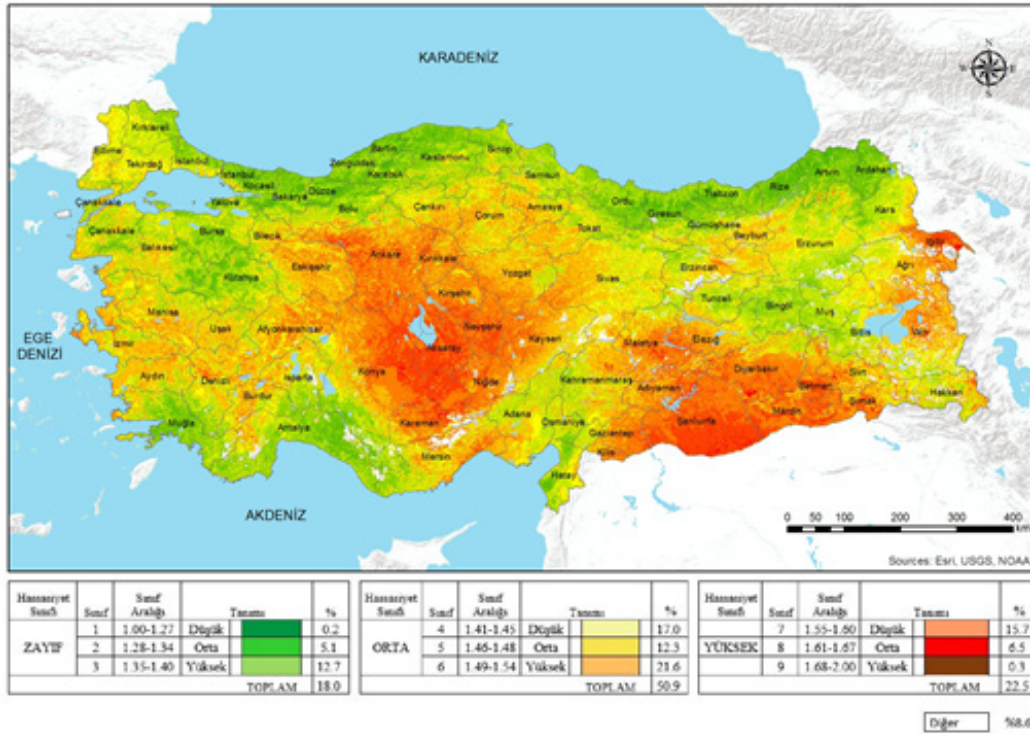 KARADENİZ
N
W E
S
Kırklareli
Edirne
Tekirdağ
İstanbul
İstanbul
Kocaeli
Yalova
Sakarya
Düzce
Zonguldak
Bartın
Karabük
Kastamonu
Sinop
Samsun
Bolu
Çankırı
Çorum
Amasya
Tokat
Ordu
Giresun
Trabzon
Rize
Artvin
Ardahan
Gümüşhane
Bayburt
Erzurum
Kars
Iğdır
Ağrı
Çanakkale
Çanakkale
Balıkesir
Bursa
Bilecik
Eskişehir
Kütahya
Ankara
Kırıkkale
Kırşehir
Yozgat
Sivas
Erzincan
Tunceli
Bingöl
Muş
Bitlis
Van
Manisa
Uşak
Afyonkarahisar
İzmir
EGE
DENİZİ
Aydın
Denizli
Isparta
Burdur
Konya
Aksaray
Nevşehir
Kayseri
Niğde
Malatya
Elazığ
Diyarbakır
Batman
Siirt
Şırnak
Hakkari
Kahramanmaraş
Adıyaman
Mardin
Şanlıurfa
Gaziantep
Kilis
Osmaniye
Adana
Hatay
Mersin
Karaman
Antalya
Muğla
AKDENİZ
0 50 100 200 300 400
km
Sources: Esri, USGS, NOAA
Hassasiyet Sınıfı Sınıf Sınıf Aralığı Tanımı %
ZAYIF
1 1.00-1.27 Düşük 0.2
2 1.28-1.34 Orta 5.1
3 1.35-1.40 Yüksek 12.7
TOPLAM 18.0
Hassasiyet Sınıfı Sınıf Sınıf Aralığı Tanımı %
ORTA
4 1.41-1.45 Düşük 17.0
5 1.46-1.48 Orta 12.3
6 1.49-1.54 Yüksek 21.6
TOPLAM 50.9
Hassasiyet Sınıfı Sınıf Sınıf Aralığı Tanımı %
YÜKSEK
7 1.55-1.60 Düşük 15.7
8 1.61-1.67 Orta 6.5
9 1.68-2.00 Yüksek 0.3
TOPLAM 22.5
Diğer %8.6